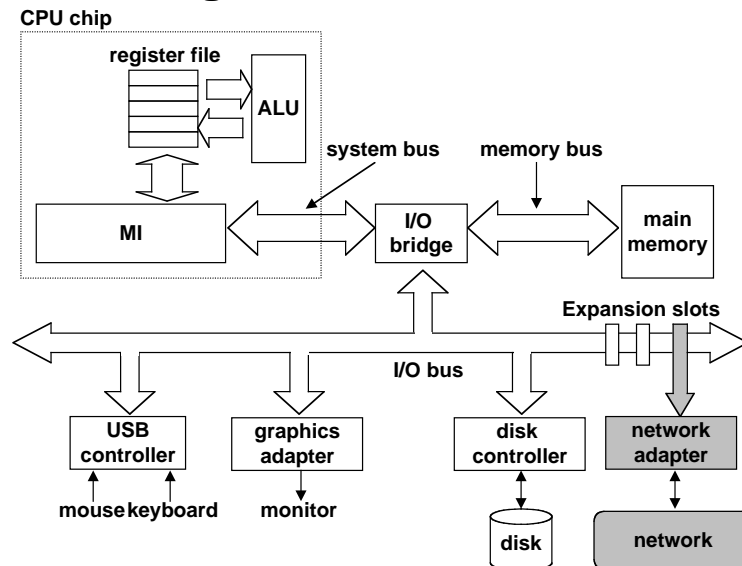 CPU chip
register file
ALU
system bus
memory bus
MI
I/O
bridge
main
memory
Expansion slots
I/O bus
USB
controller
graphics
adapter
disk
controller
network
adapter
mouse
keyboard
monitor
disk
network